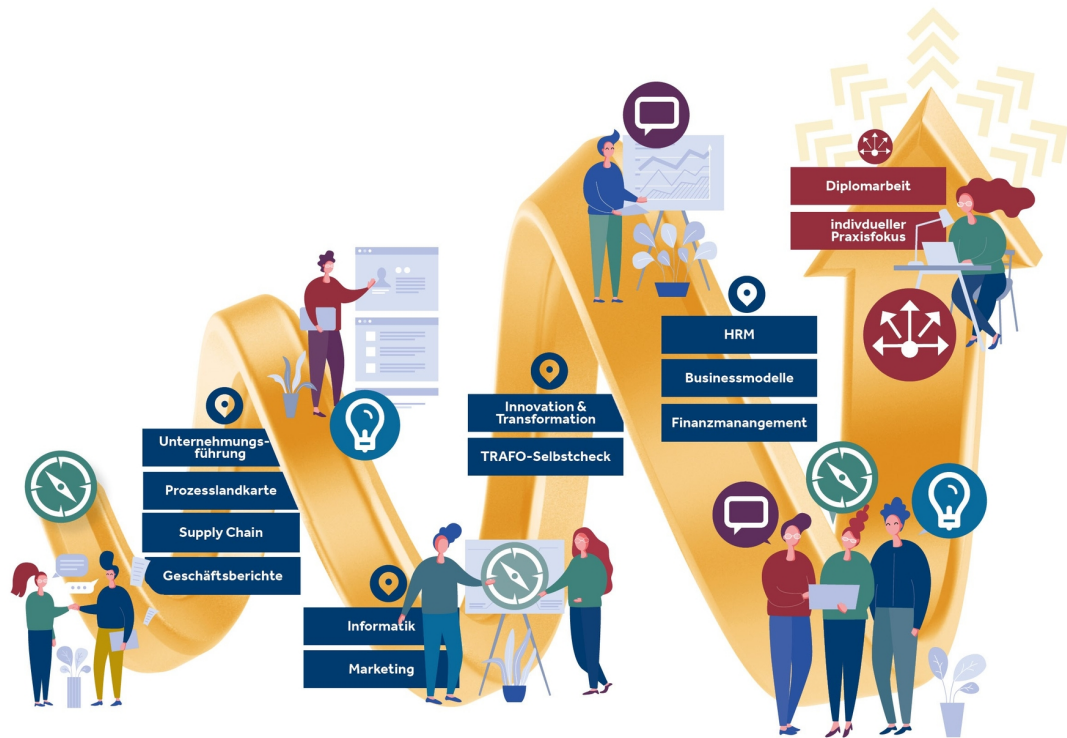 Unternehmungs-
führung
Prozesslandkarte
Supply Chain
Geschäftsberichte
Informatik
Marketing
Innovation &
Transformation
TRAFO-Selbstcheck
HRM
Businessmodelle
Finanzmanangement
Diplomarbeit
indivdueller
Praxisfokus